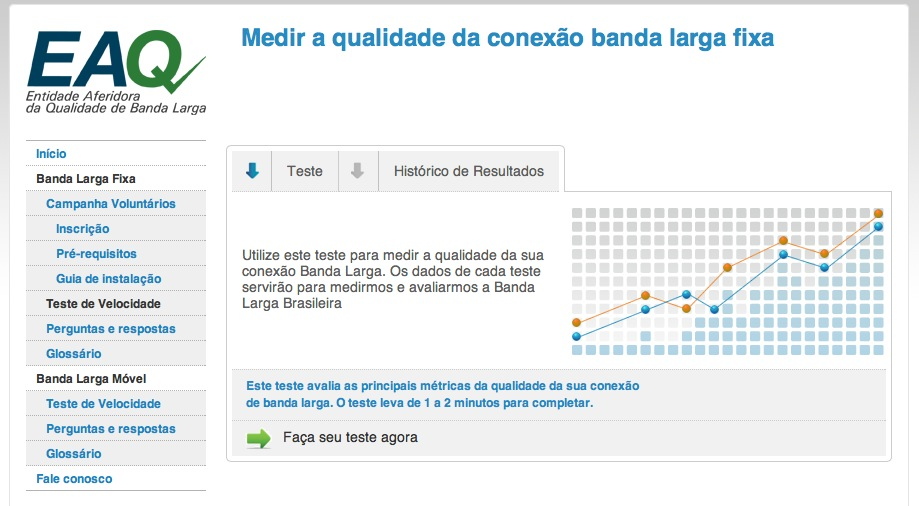 EAQ
Entidade Aferidora
da Qualidade de Banda Larga
Medir a qualidade da conexão banda larga fixa
Início
Banda Larga Fixa
Campanha Voluntários
Inscrição
Pré-requisitos
Guia de instalação
Teste de Velocidade
Perguntas e respostas
Glossário
Banda Larga Móvel
Teste de Velocidade
Perguntas e respostas
Glossário
Fale conosco
Teste
Histórico de Resultados
Utilize este teste para medir a qualidade da sua
conexão Banda Larga. Os dados de cada teste
servirão para medirmos e avaliarmos a Banda
Larga Brasileira
Este teste avalia as principais métricas da qualidade da sua conexão
de banda larga. O teste leva de 1 a 2 minutos para completar.
Faça seu teste agora